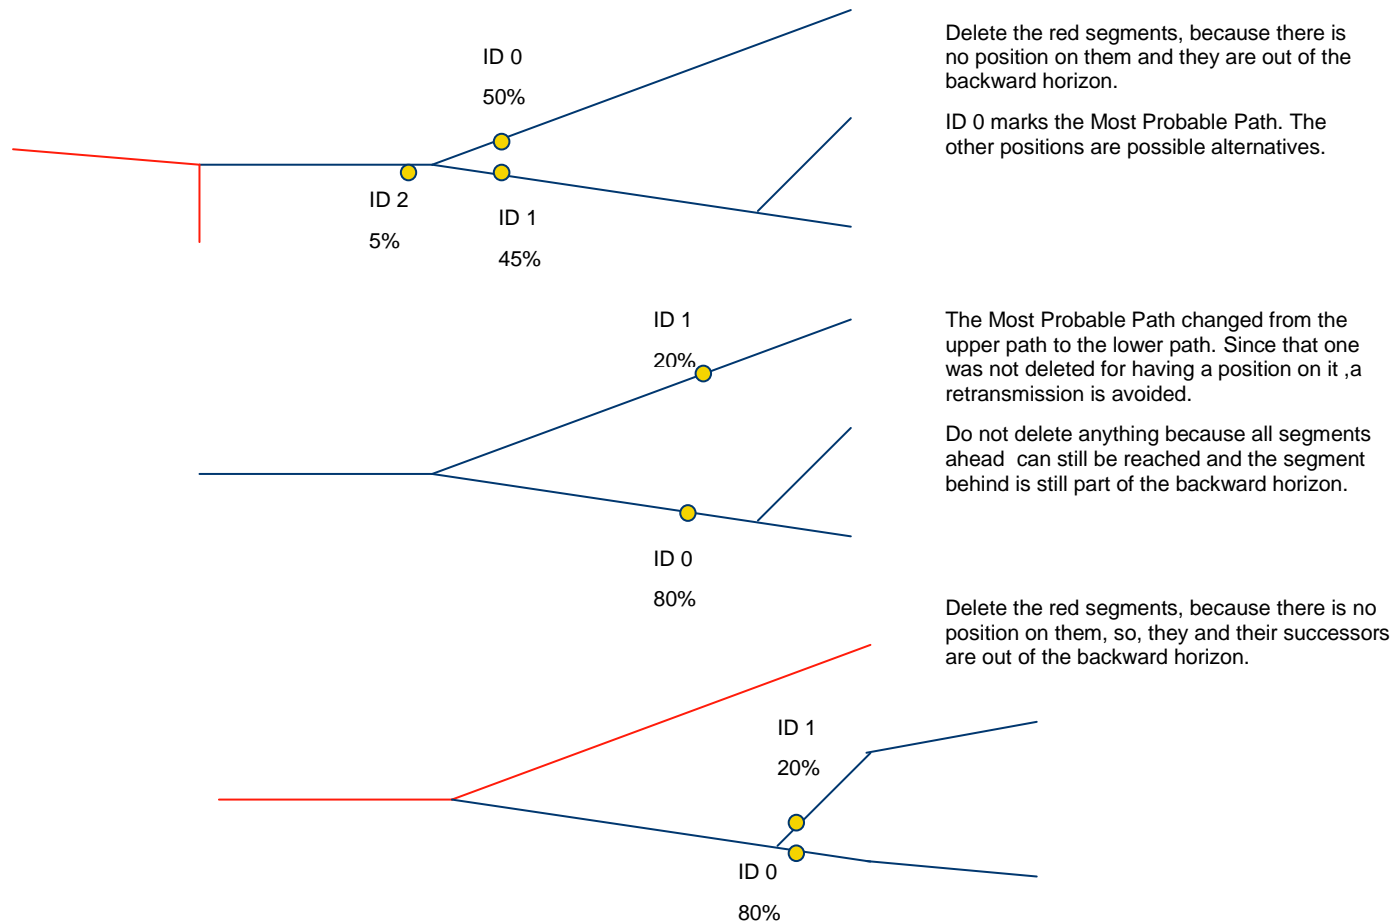 ID 0
50%
ID 2
5%
ID 1
45%
Delete the red segments, because there is
no position on them and they are out of the
backward horizon.
ID 0 marks the Most Probable Path. The
other positions are possible alternatives.
ID 1
20%
ID 0
80%
The Most Probable Path changed from the
upper path to the lower path. Since that one
was not deleted for having a position on it ,a
retransmission is avoided.
Do not delete anything because all segments
ahead  can still be reached and the segment
behind is still part of the backward horizon.
Delete the red segments, because there is no
position on them, so, they and their successors
are out of the backward horizon.
ID 1
20%
ID 0
80%